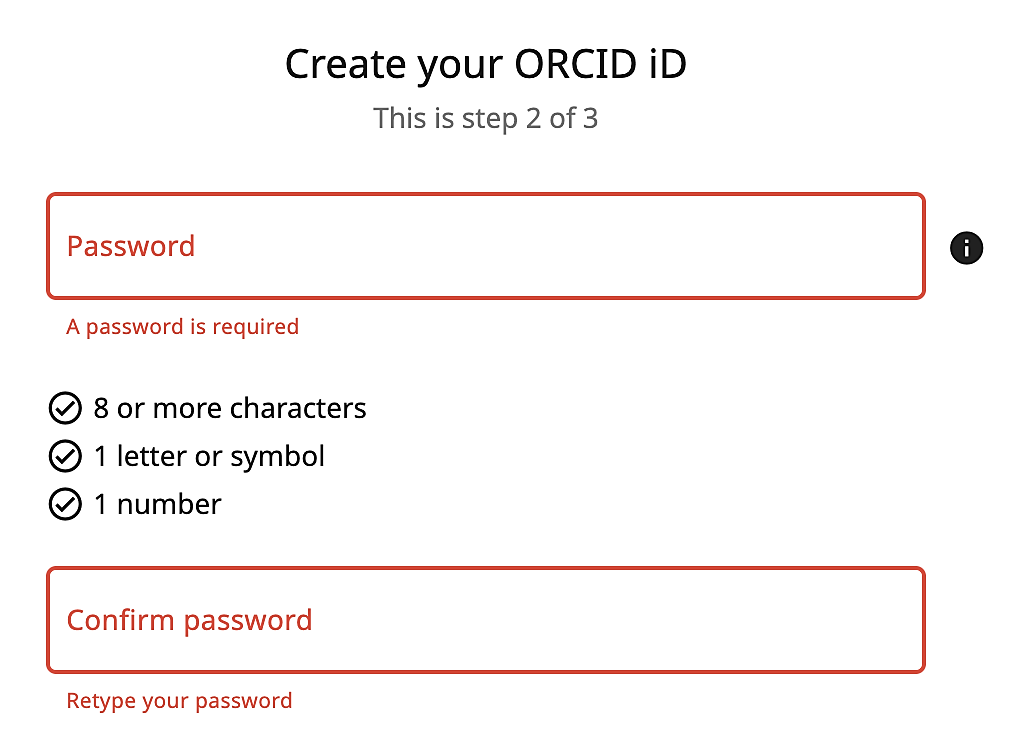 Create your ORCID iD
This is step 2 of 3
Password
A password is required
8 or more characters
1 letter or symbol
1 number
Confirm password
Retype your password